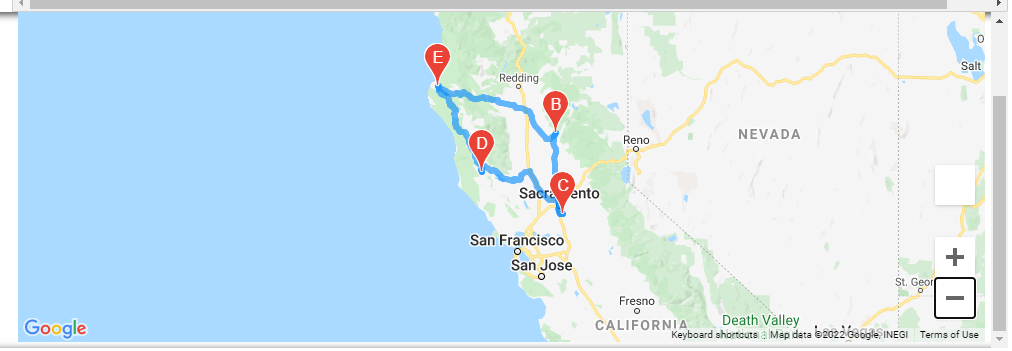 E
O
Redding
Salt
B
NEVADA
Reno
D
C
Sacramento
San Francisco
San Jose
St. Geor
Fresno
Death Valley
CALIFORNIA
Google
Keyboard shortcuts
Map data ©2022 Google, INEGI
Terms of Use